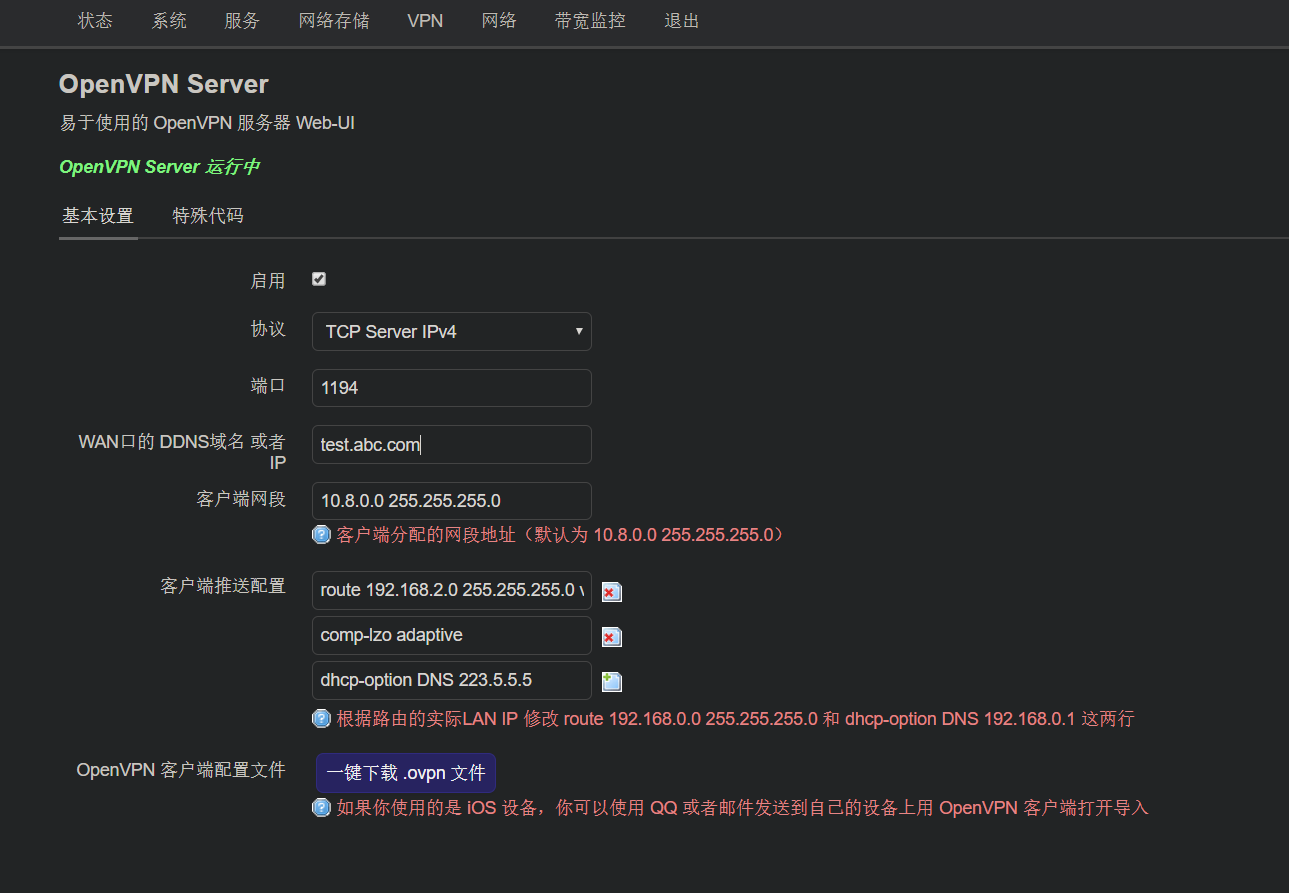 状态 系统 服务 网络存储 VPN 网络 带宽监控 退出
OpenVPN Server
易于使用的 OpenVPN 服务器 Web-UI
OpenVPN Server 运行中
基本设置 特殊代码
启用
协议 TCP Server IPv4
端口 1194
WAN口的 DDNS域名 或者
IP
test.abc.com
客户端网段 10.8.0.0 255.255.255.0
客户端分配的网段地址（默认为 10.8.0.0 255.255.255.0）
客户端推送配置 route 192.168.2.0 255.255.255.0
comp-lzo adaptive
dhcp-option DNS 223.5.5.5
根据路由的实际LAN IP 修改 route 192.168.0.0 255.255.255.0 和 dhcp-option DNS 192.168.0.1 这两行
OpenVPN 客户端配置文件 一键下载 .ovpn 文件
如果你使用的是 iOS 设备，你可以使用 QQ 或者邮件发送到自己的设备上用 OpenVPN 客户端打开导入